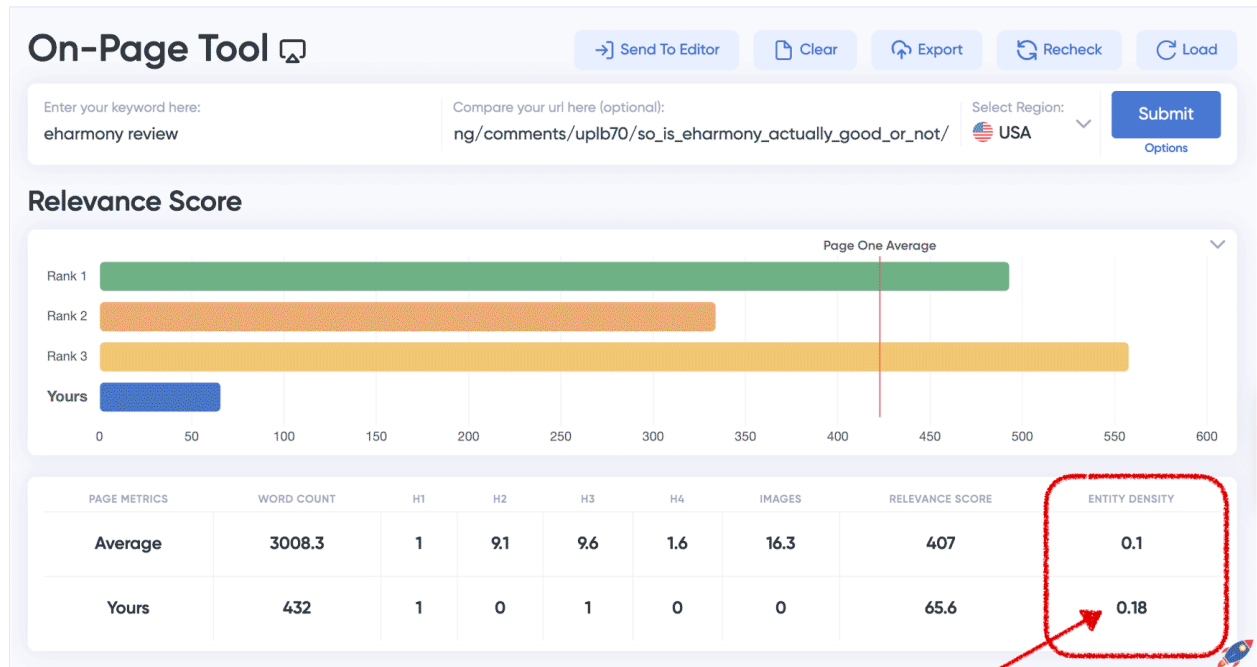 On-Page Tool
Send To Editor
Clear
Export
Recheck
Load
Enter your keyword here:
eharmony review
Compare your url here (optional):
ng/comments/uplb70/so_is_eharmony_actually_good_or_not/
Select Region:
USA
Submit
Options
Relevance Score
Page One Average
Rank 1
Rank 2
Rank 3
Yours
0 50 100 150 200 250 300 350 400 450 500 550 600
PAGE METRICS WORD COUNT H1 H2 H3 H4 IMAGES RELEVANCE SCORE ENTITY DENSITY
Average 3008.3 1 9.1 9.6 1.6 16.3 407 0.1
Yours 432 1 0 1 0 0 65.6 0.18